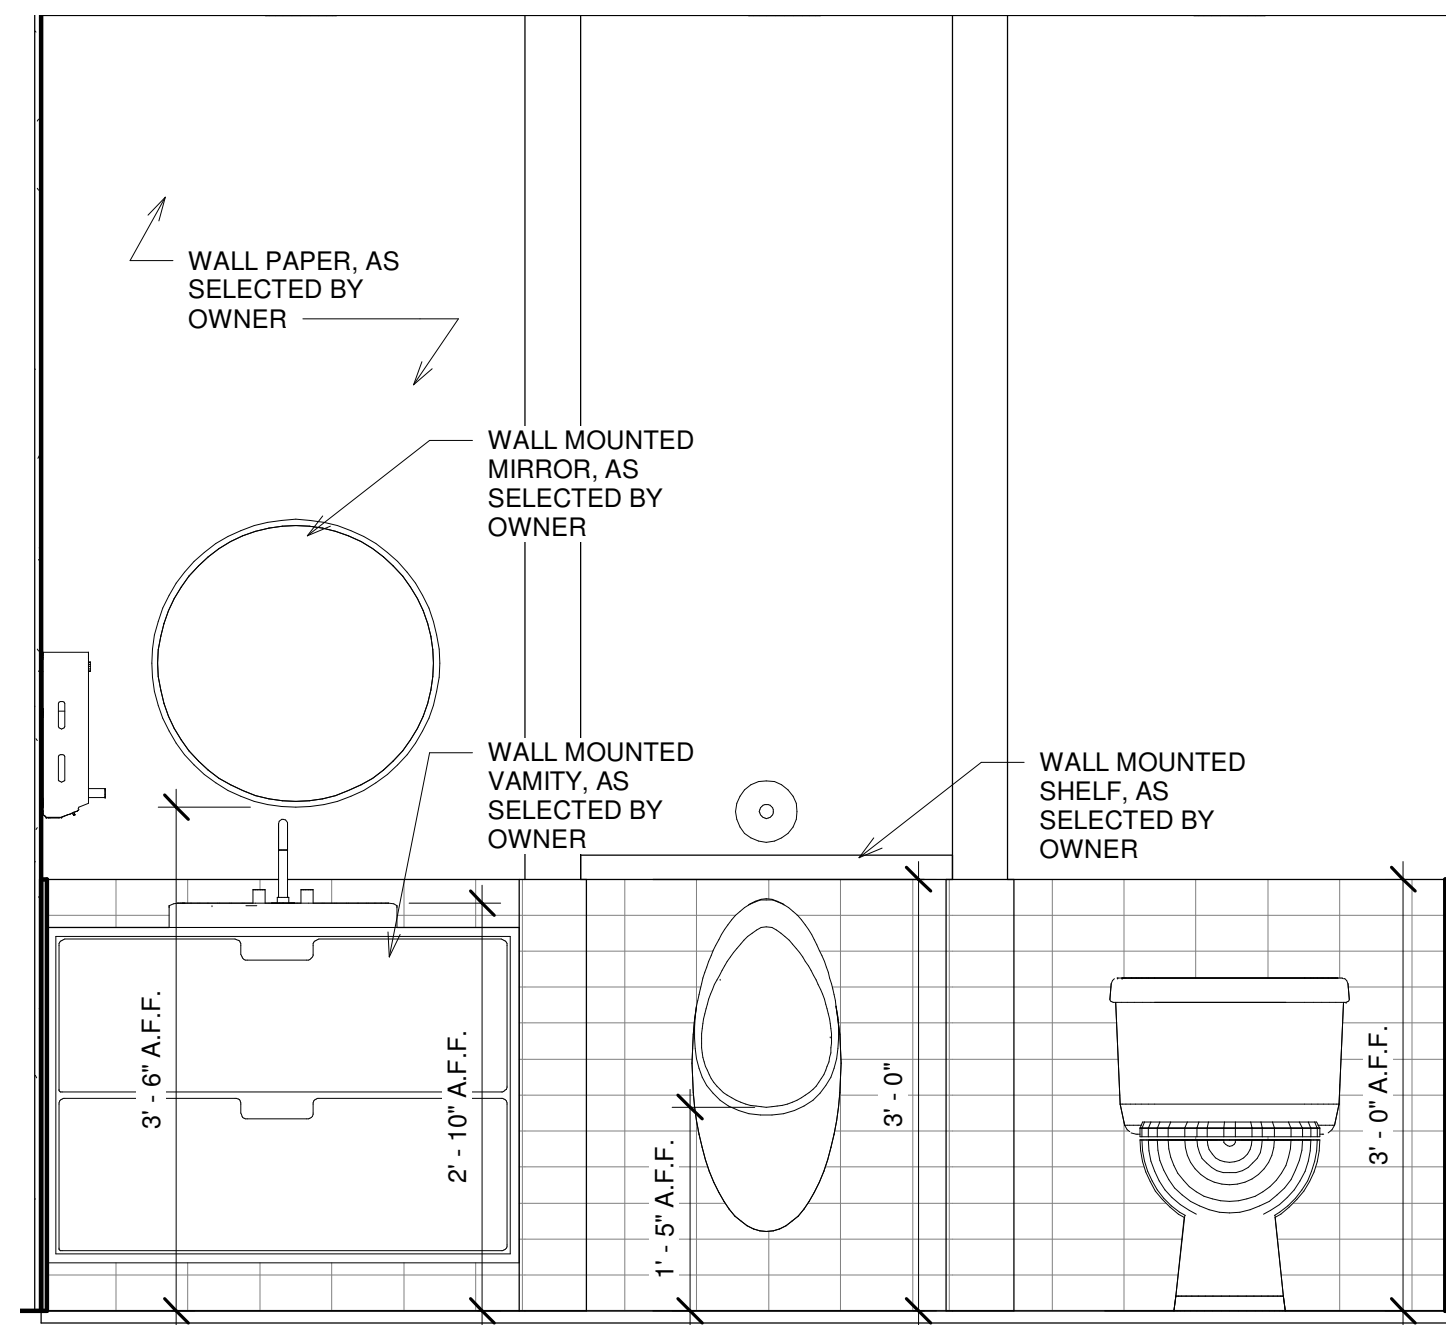 WALL PAPER, AS
SELECTED BY
OWNER
WALL MOUNTED
MIRROR, AS
SELECTED BY
OWNER
WALL MOUNTED
VAMITY, AS
SELECTED BY
OWNER
WALL MOUNTED
SHELF, AS
SELECTED BY
OWNER
3' - 6" A.F.F.
2' - 10" A.F.F.
1' - 5" A.F.F.
3' - 0"
3' - 0" A.F.F.